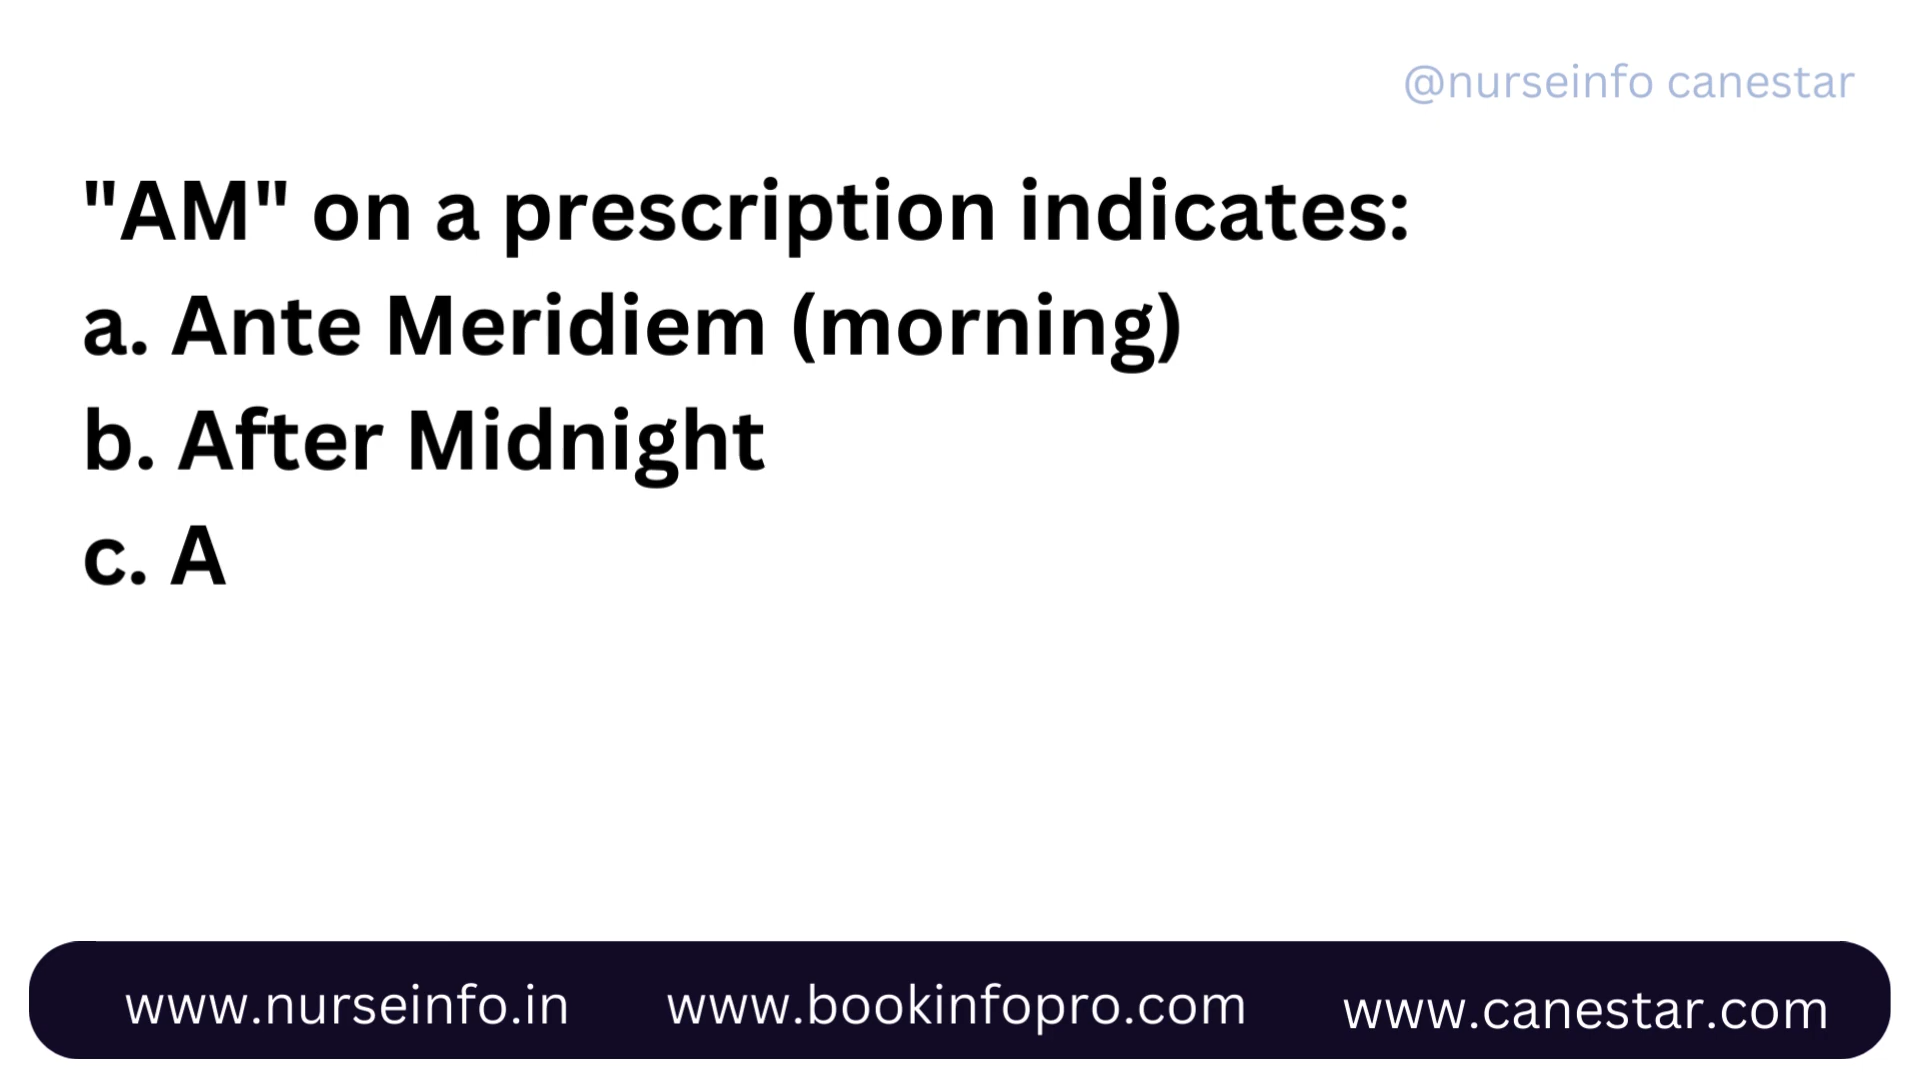 @nurseinfo canestar
"AM" on a prescription indicates:
a. Ante Meridiem (morning)
b. After Midnight
c. A
www.nurseinfo.in www.bookinfopro.com www.canestar.com